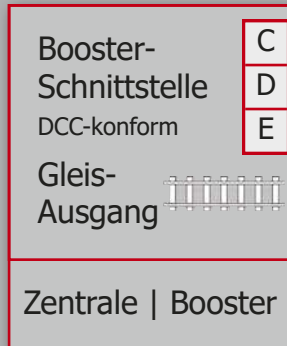 Booster-
Schnittstelle
DCC-konform
C
D
E
Gleis-
Ausgang
Zentrale | Booster